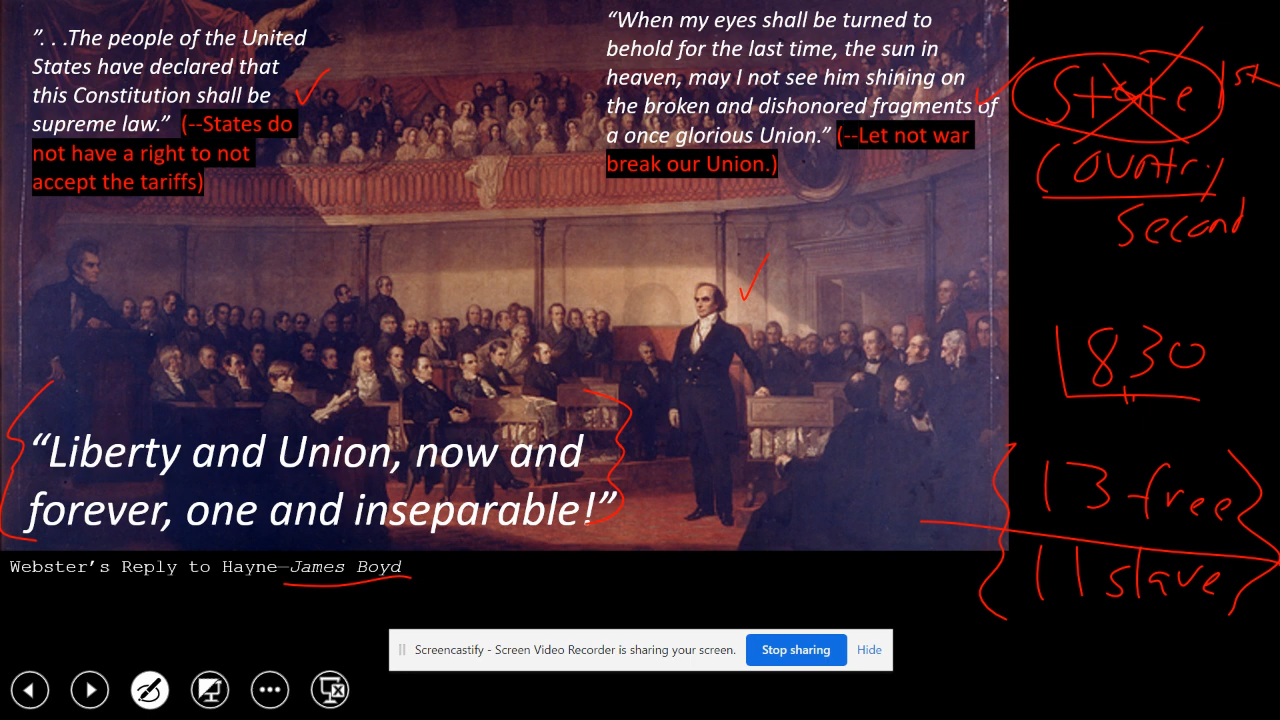 ”. . .The people of the United
States have declared that
this Constitution shall be
supreme law.”  (--States do
not have a right to not
accept the tariffs)
“When my eyes shall be turned to
behold for the last time, the sun in
heaven, may I not see him shining on
the broken and dishonored fragments of
a once glorious Union.” (--Let not war
break our Union.)
State 1st
Country
Second
1830
13 free
11 slave
“Liberty and Union, now and
forever, one and inseparable!”
Webster’s Reply to Hayne—James Boyd
Screencastify - Screen Video Recorder is sharing your screen.
Stop sharing
Hide